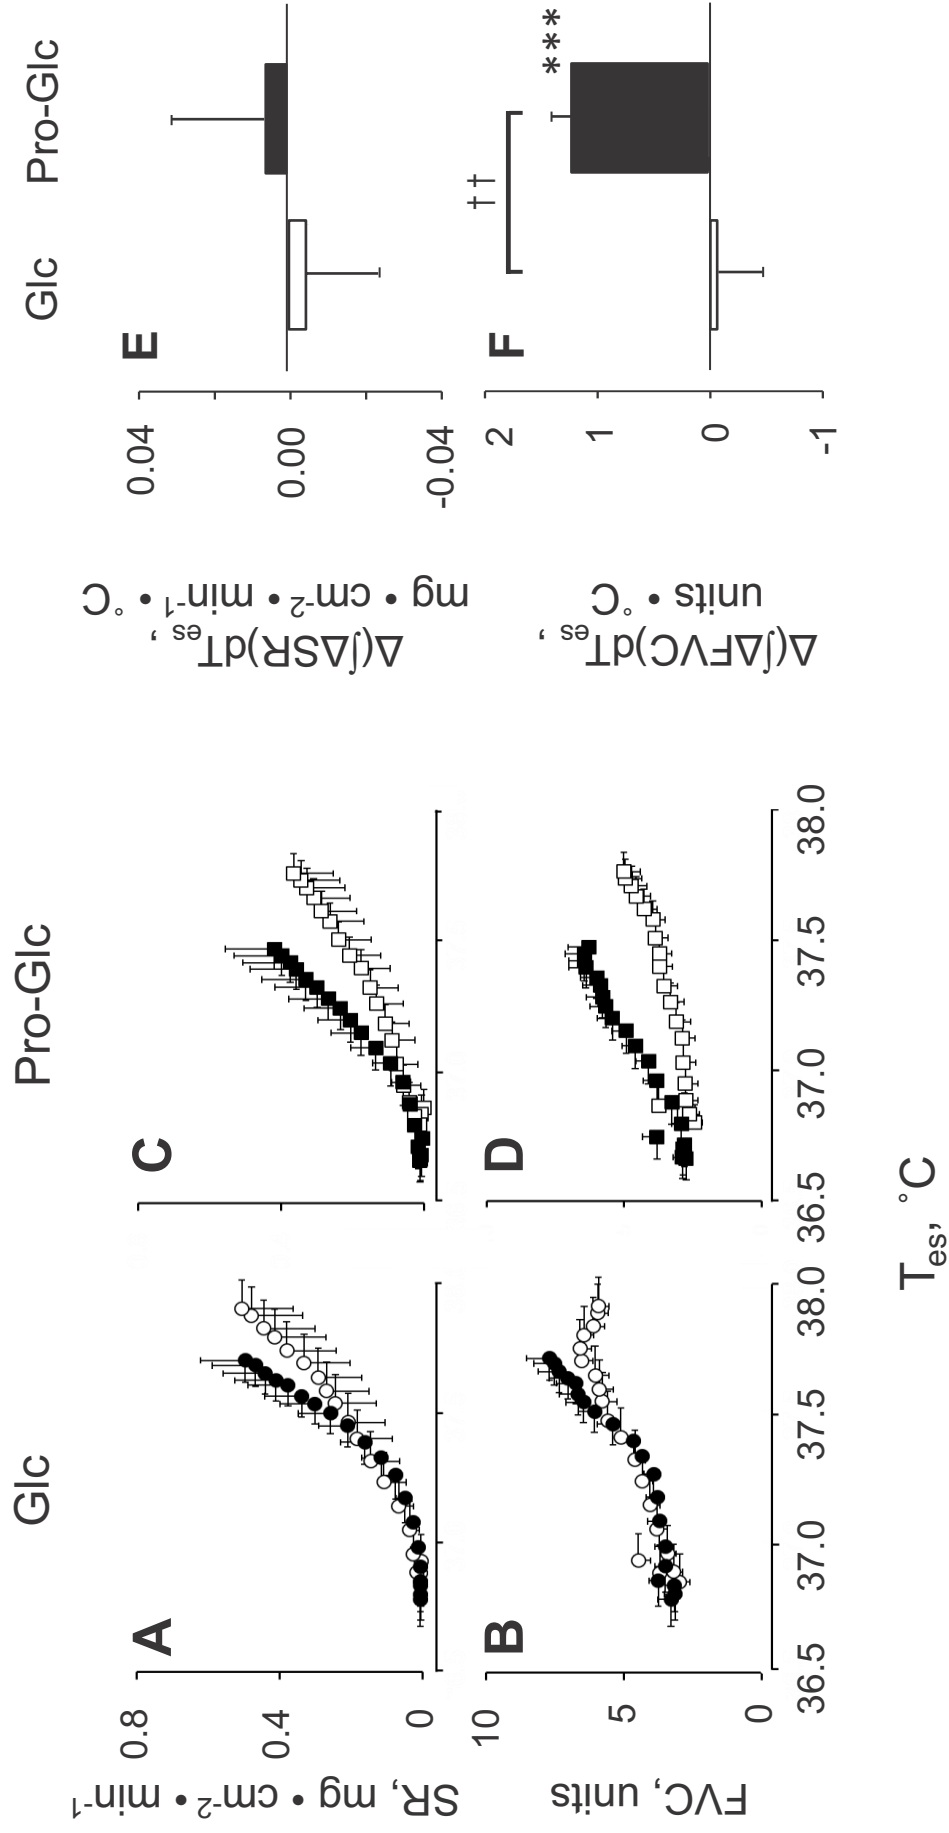 Glc
Pro-Glc
Glc
Pro-Glc
A
C
E
SR, mg • cm-2 • min-1
0.8
0.4
0
Δ(∫ΔSR)dTes,
mg • cm-2 • min-1 • ˚C
0.04
0.00
-0.04
B
D
F
FVC, units
10
5
0
Δ(∫ΔFVC)dTes,
units • ˚C
2
1
0
-1
††
***
36.5
37.0
37.5
38.0
36.5
37.0
37.5
38.0
Tes, ˚C